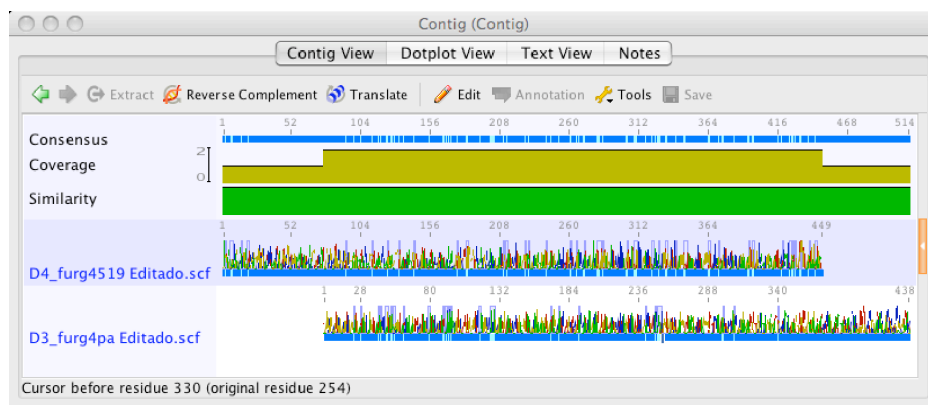 Contig (Contig)
Contig View Dotplot View Text View Notes
Extract Reverse Complement Translate Edit Annotation Tools Save
1 52 104 156 208 260 312 364 416 468 514
Consensus
2
Coverage
0
Similarity
1 52 104 156 208 260 312 364 449
D4_furg4519 Editado.scf
1 28 80 132 184 236 288 340 438
D3_furg4pa Editado.scf
Cursor before residue 330 (original residue 254)